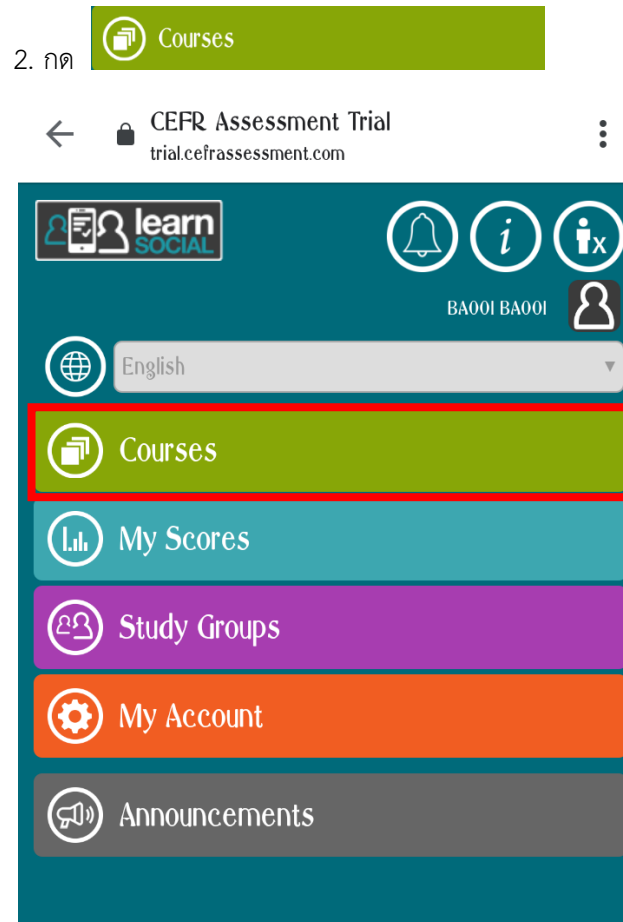 2. กด Courses
CEFR Assessment Trial
trial.cefrassessment.com
learn
SOCIAL
i
x
BA001 BA001
English
Courses
My Scores
Study Groups
My Account
Announcements